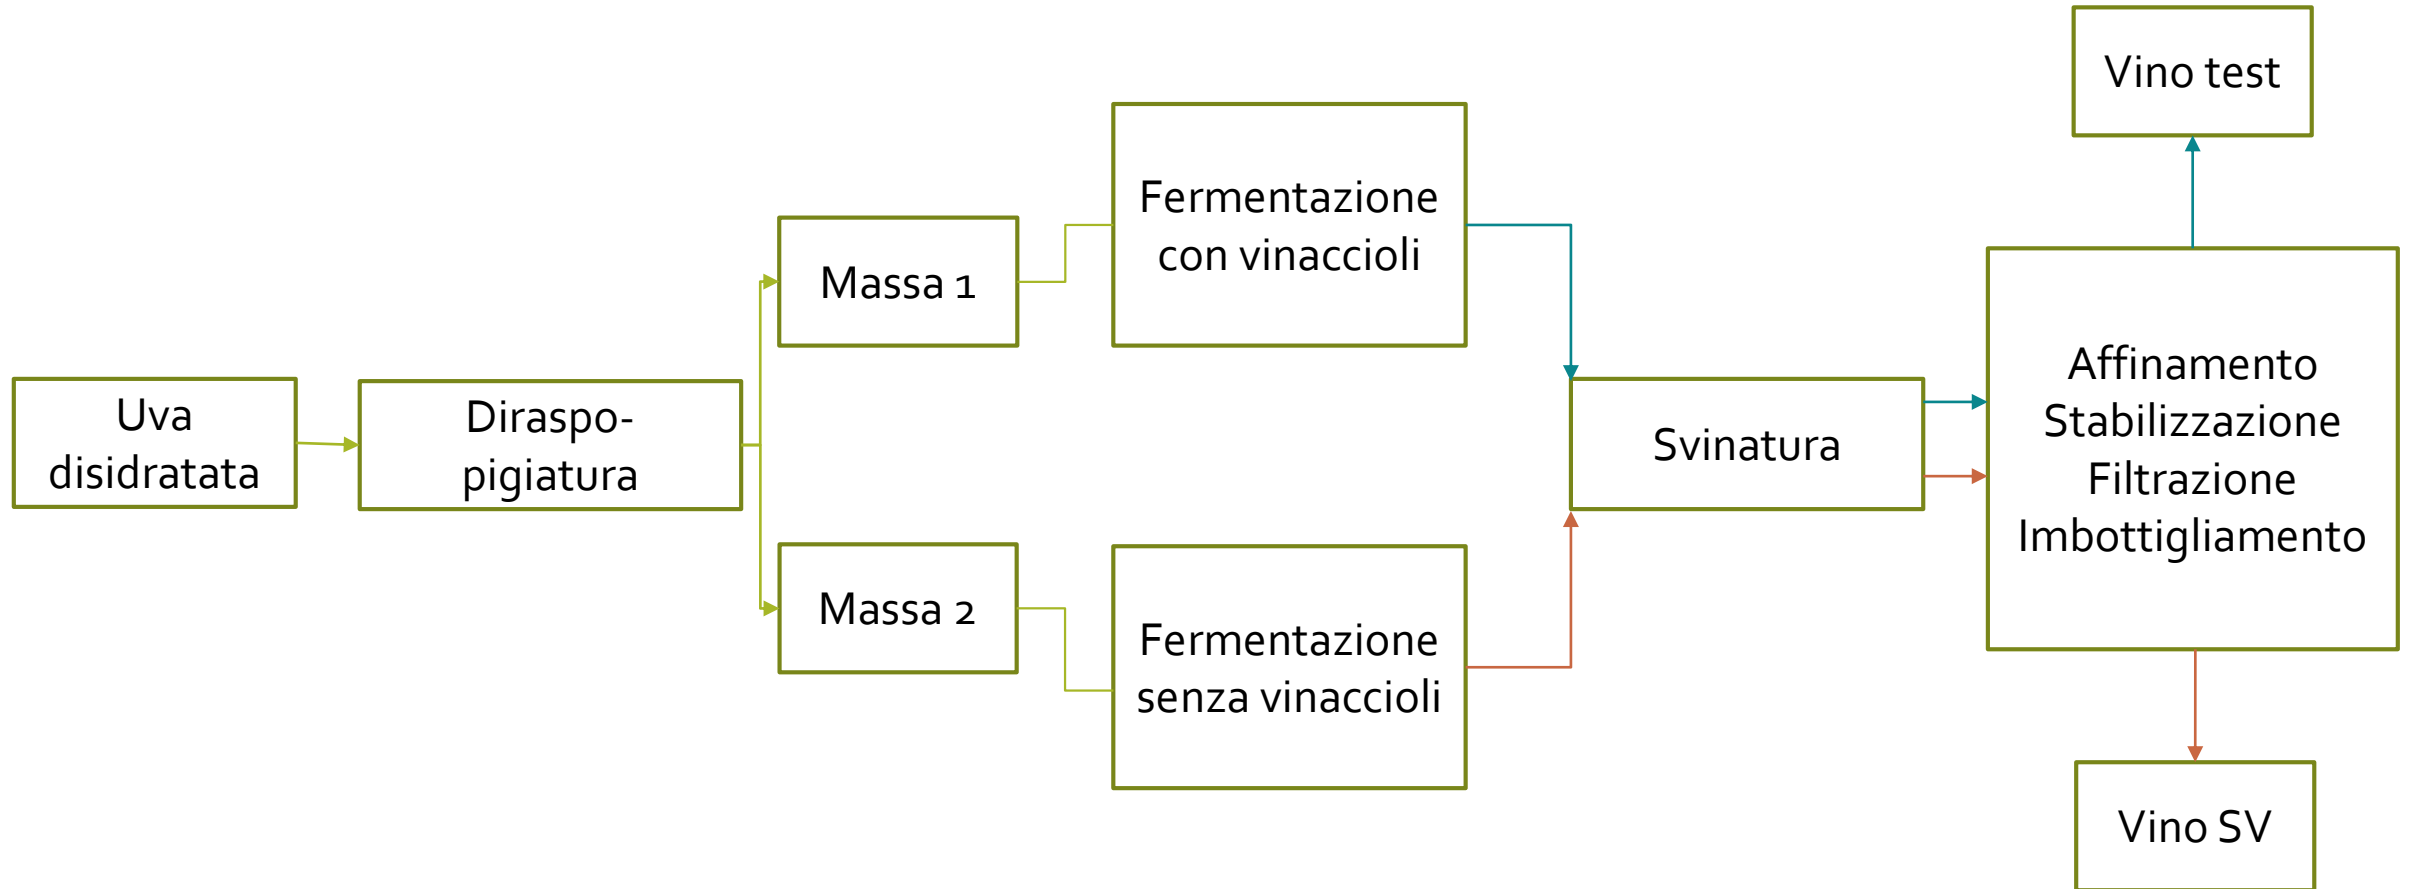 Uva
disidratata
Diraspo-
pigiatura
Massa 1
Massa 2
Fermentazione
con vinaccioli
Fermentazione
senza vinaccioli
Svinatura
Affinamento
Stabilizzazione
Filtrazione
Imbottigliamento
Vino test
Vino SV